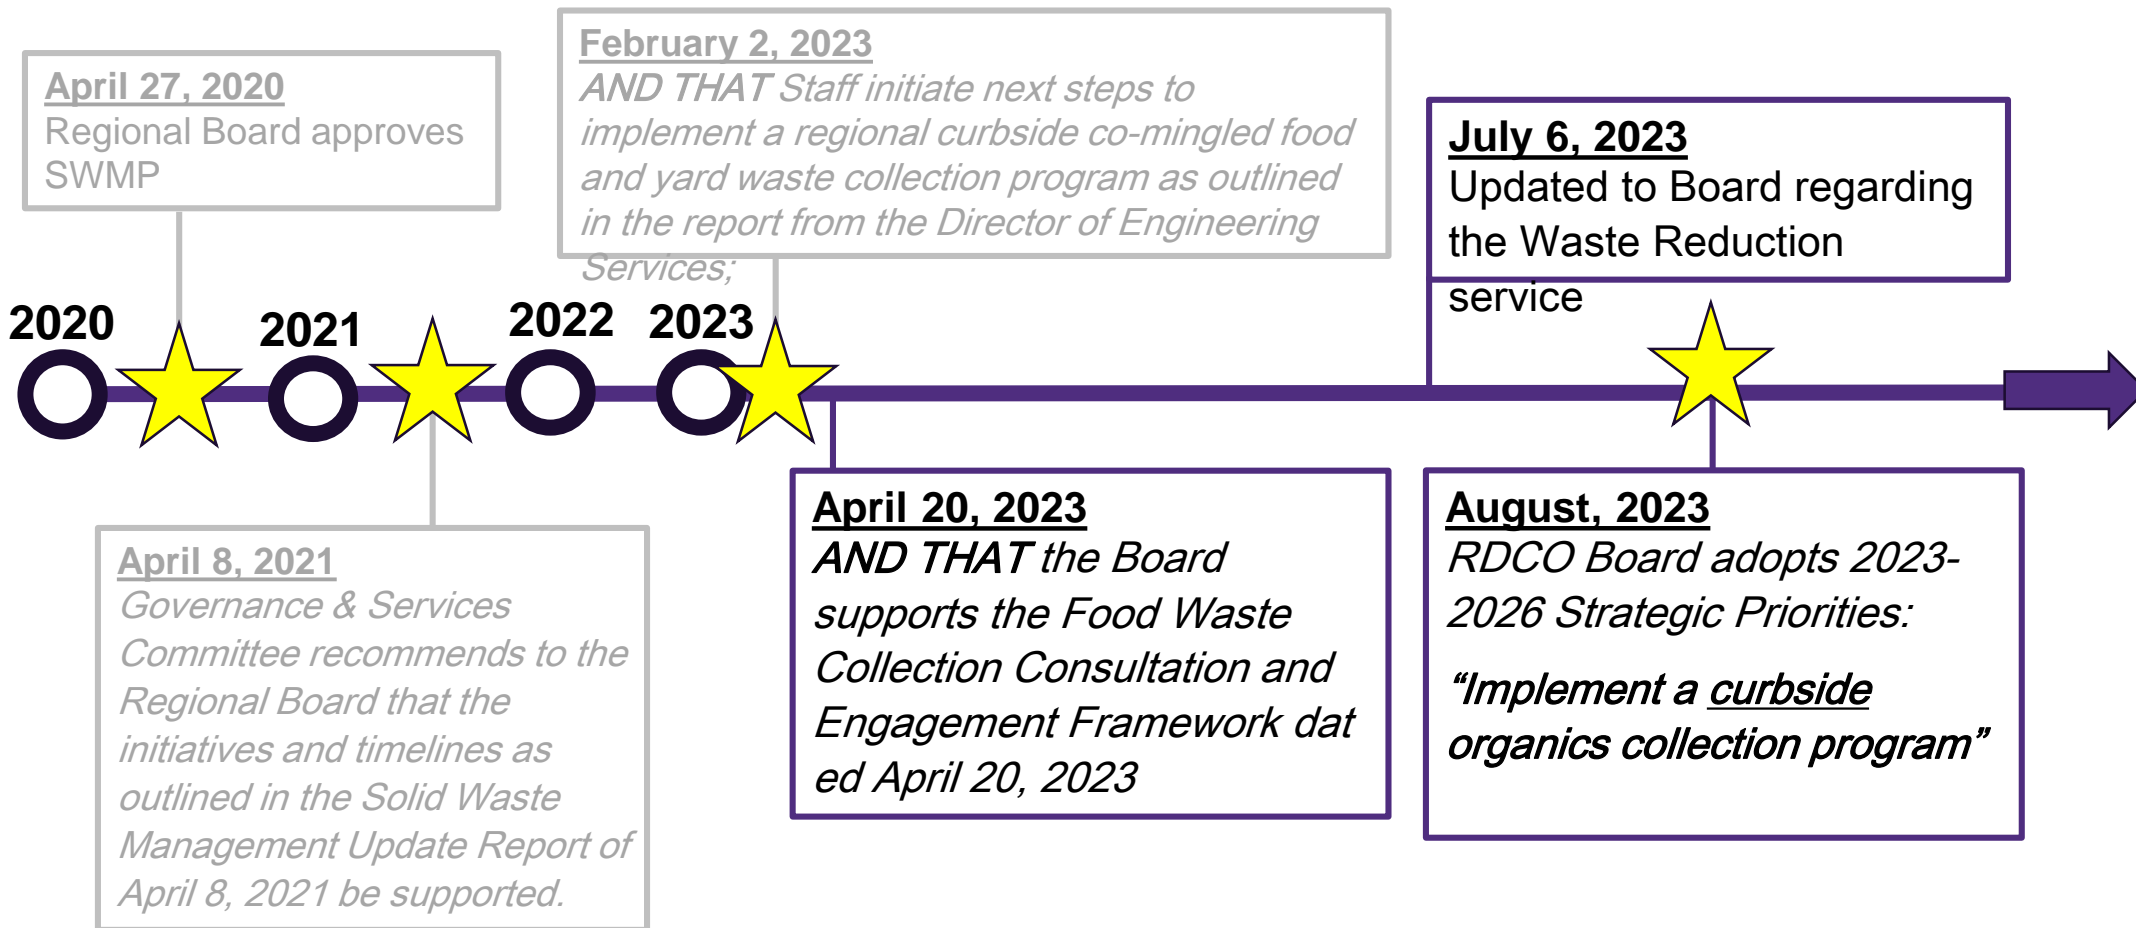 April 27, 2020
Regional Board approves
SWMP
February 2, 2023
AND THAT Staff initiate next steps to
implement a regional curbside co-mingled food
and yard waste collection program as outlined
in the report from the Director of Engineering
Services;
July 6, 2023
Updated to Board regarding
the Waste Reduction
service
2020
2021
2022
2023
April 8, 2021
Governance & Services
Committee recommends to the
Regional Board that the
initiatives and timelines as
outlined in the Solid Waste
Management Update Report of
April 8, 2021 be supported.
April 20, 2023
AND THAT the Board
supports the Food Waste
Collection Consultation and
Engagement Framework dat
ed April 20, 2023
August, 2023
RDCO Board adopts 2023-
2026 Strategic Priorities:
“Implement a curbside
organics collection program”